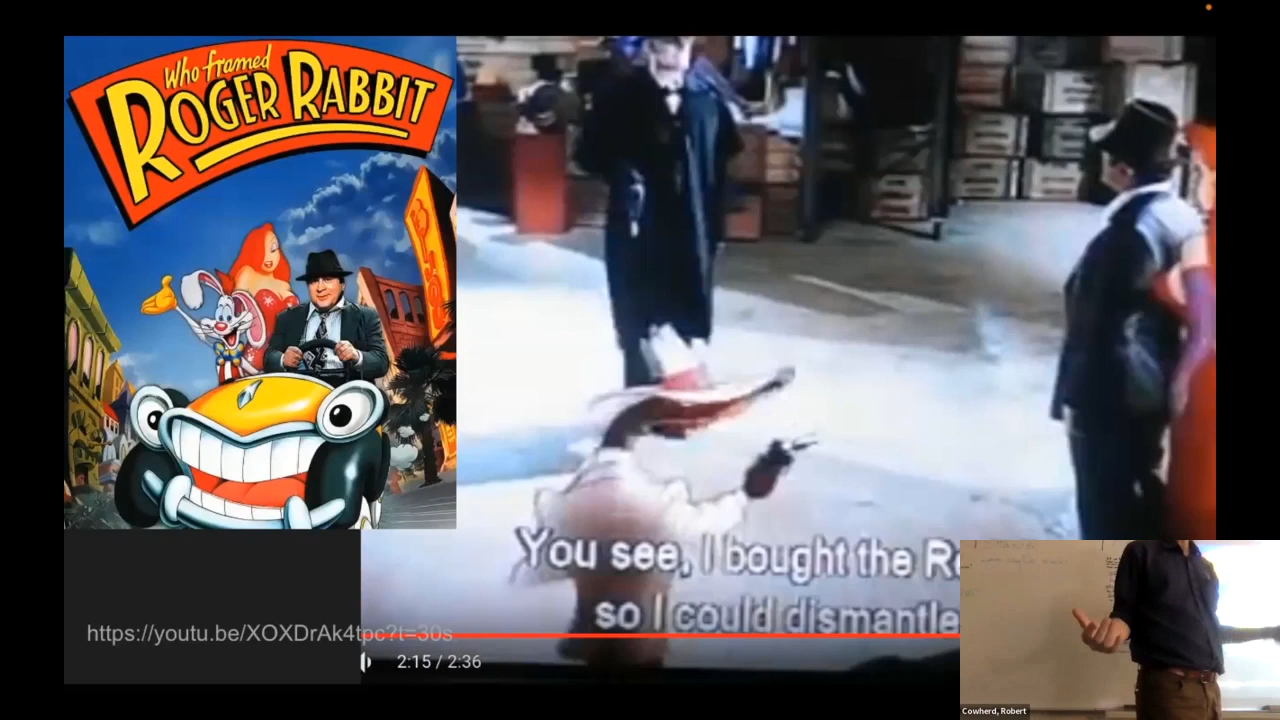 Who framed
ROGER RABBIT
You see, I bought the R
so I could dismantle
https://youtu.be/XOXDrAk4tpc?t=30s
2:15 / 2:36
Cowherd, Robert